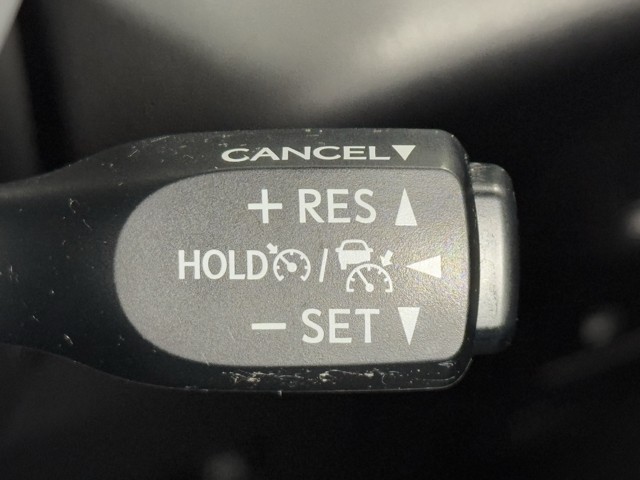 CANCEL▼
+ RES ▲
HOLD / ◀
− SET ▼